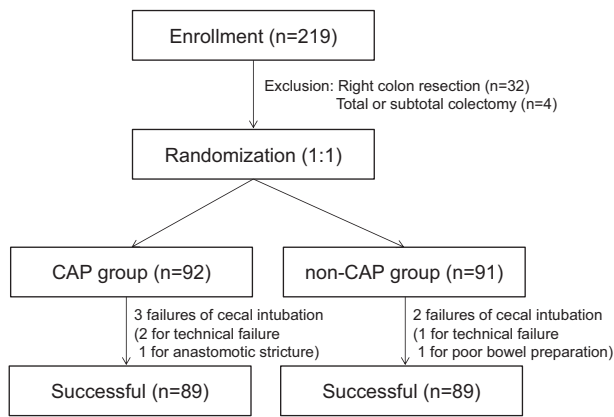 Enrollment (n=219)
Exclusion: Right colon resection (n=32)
Total or subtotal colectomy (n=4)
Randomization (1:1)
CAP group (n=92)
non-CAP group (n=91)
3 failures of cecal intubation
(2 for technical failure
1 for anastomotic stricture)
2 failures of cecal intubation
(1 for technical failure
1 for poor bowel preparation)
Successful (n=89)
Successful (n=89)